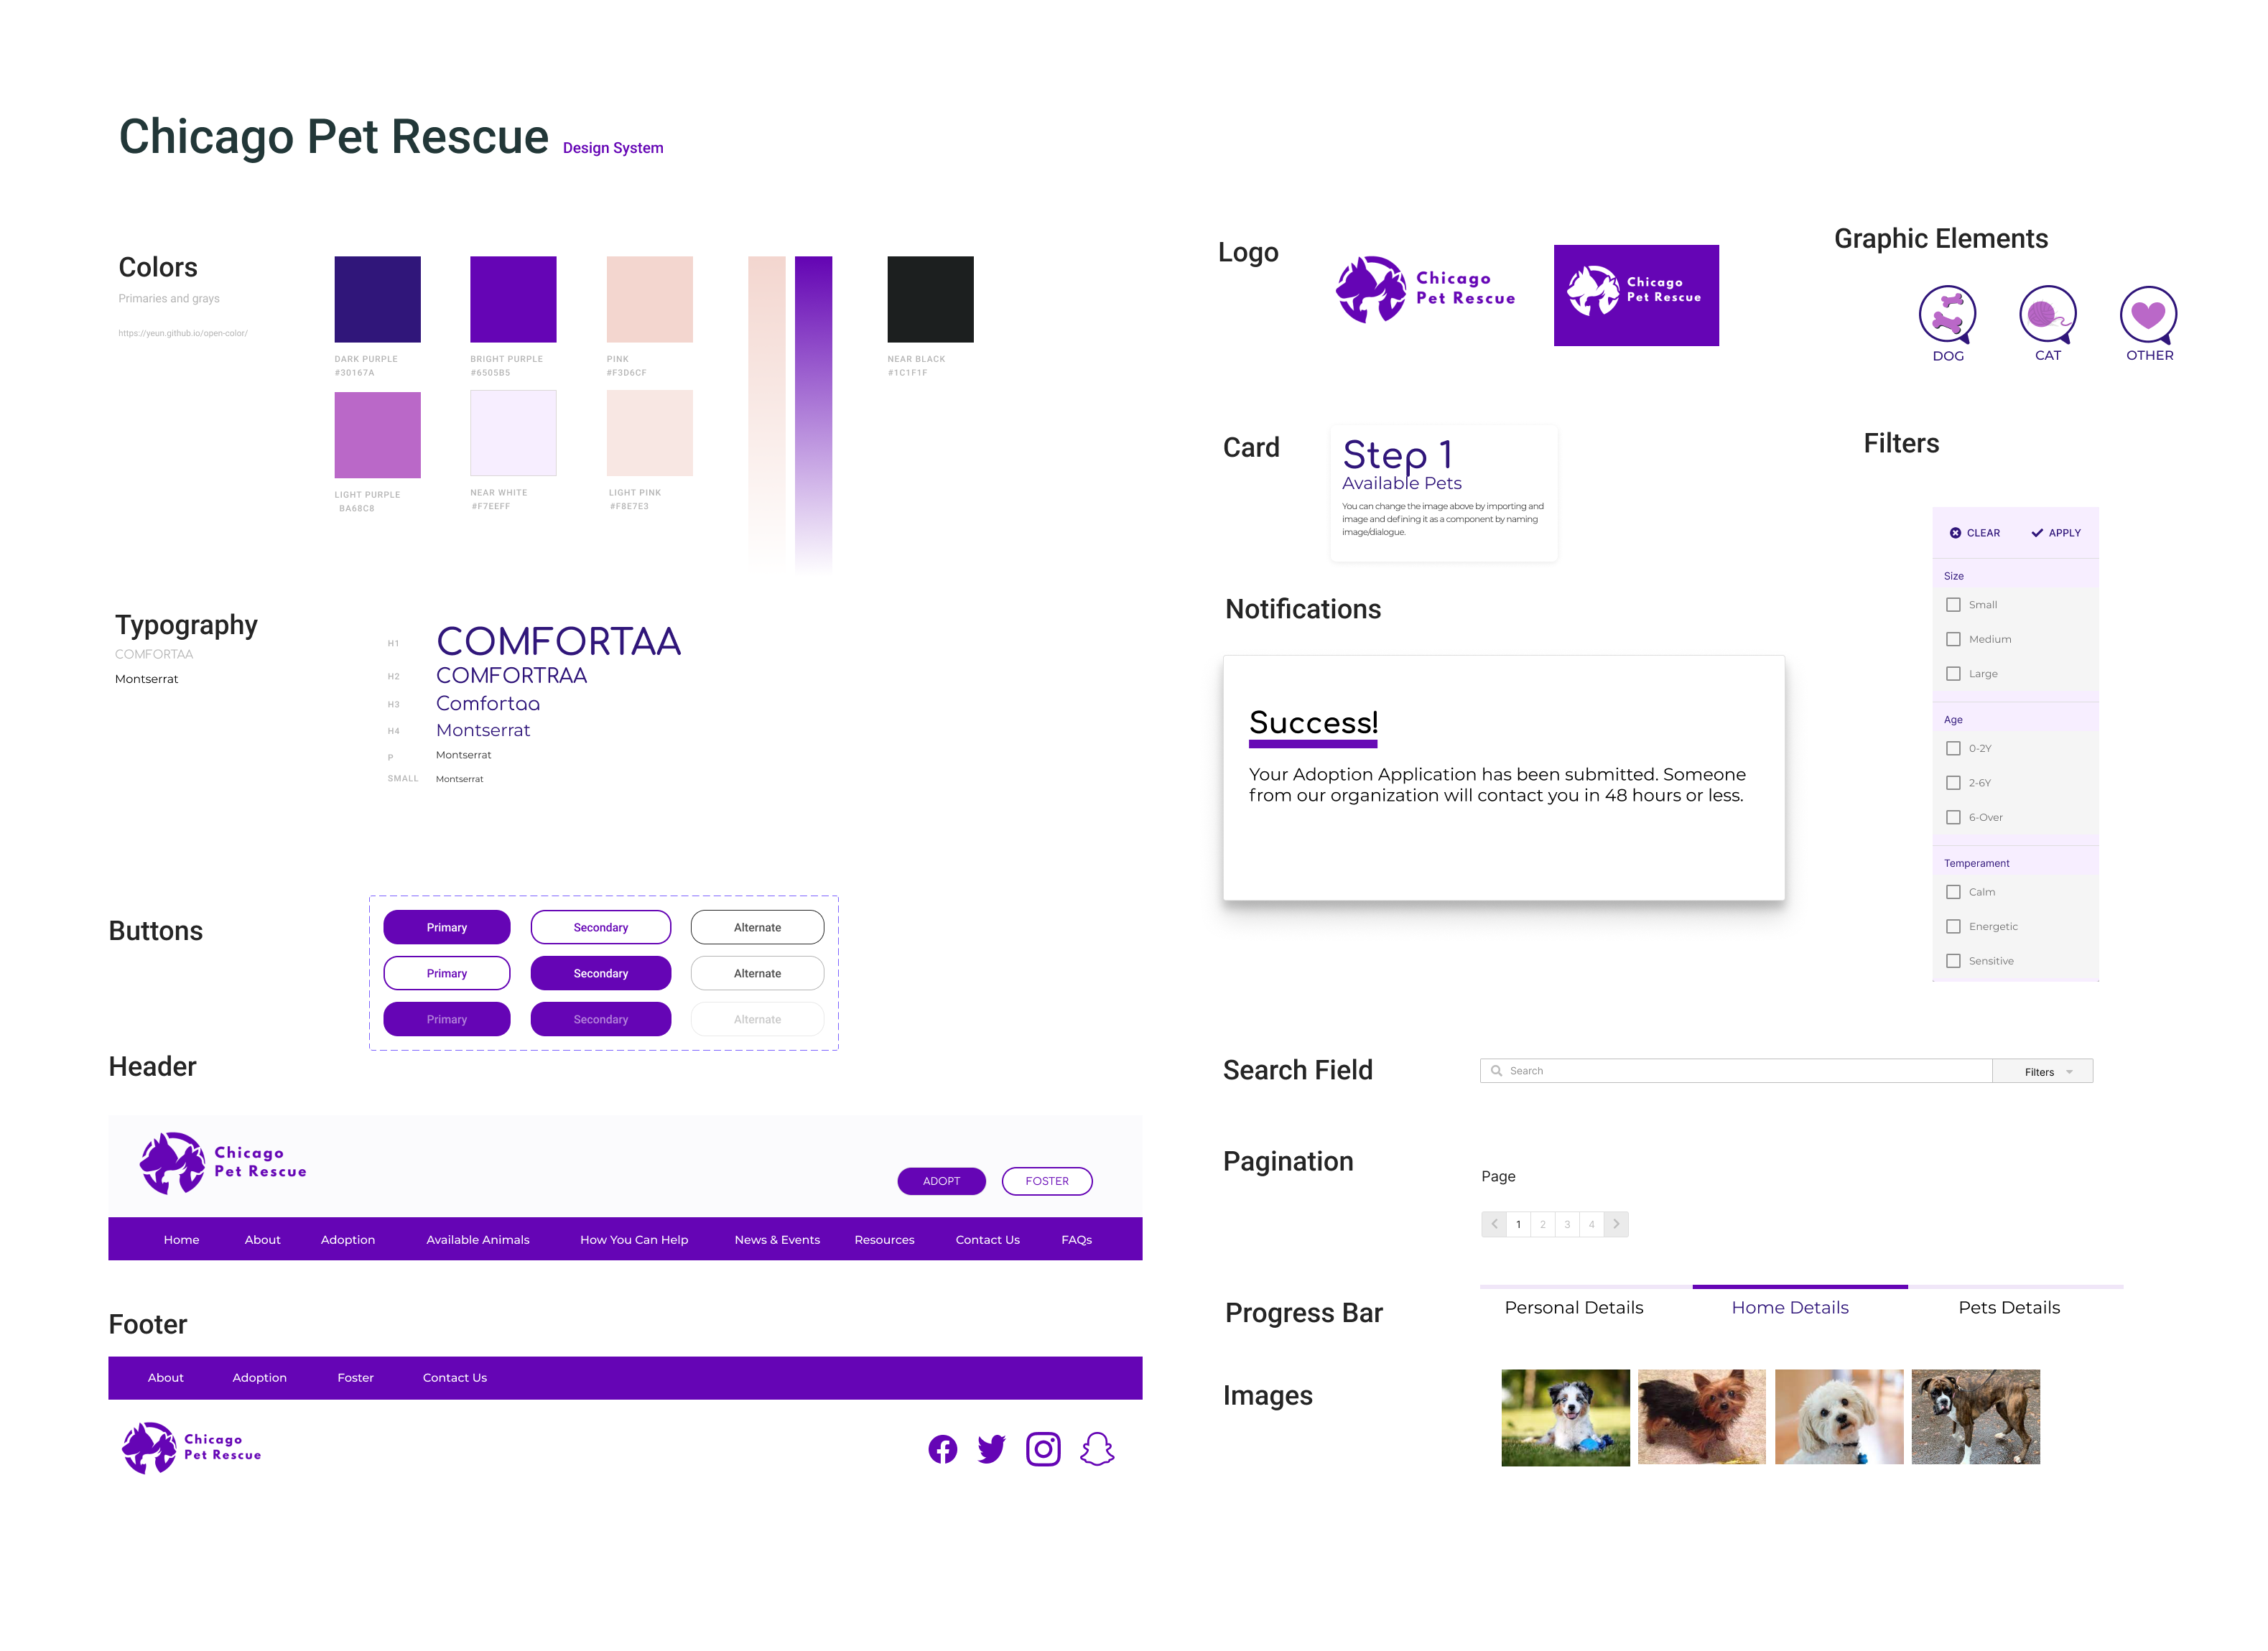 Chicago Pet Rescue Design System
Colors
Primaries and grays
https://yeun.github.io/open-color/
DARK PURPLE
#30167A
BRIGHT PURPLE
#6505B5
PINK
#F3D6CF
NEAR BLACK
#1C1F1F
LIGHT PURPLE
BA68C8
NEAR WHITE
#F7EEFF
LIGHT PINK
#F8E7E3
Typography
COMFORTAA
Montserrat
H1 COMFORTAA
H2 COMFORTRAA
H3 Comfortaa
H4 Montserrat
P Montserrat
SMALL Montserrat
Buttons
Primary Secondary Alternate
Primary Secondary Alternate
Primary Secondary Alternate
Header
Chicago
Pet Rescue
ADOPT FOSTER
Home About Adoption Available Animals How You Can Help News & Events Resources Contact Us FAQs
Footer
About Adoption Foster Contact Us
Chicago
Pet Rescue
Logo
Chicago
Pet Rescue
Chicago
Pet Rescue
Graphic Elements
DOG CAT OTHER
Card
Step 1
Available Pets
You can change the image above by importing and
image and defining it as a component by naming
image/dialogue.
Filters
CLEAR APPLY
Size
Small
Medium
Large
Age
0-2Y
2-6Y
6-Over
Temperament
Calm
Energetic
Sensitive
Notifications
Success!
Your Adoption Application has been submitted. Someone
from our organization will contact you in 48 hours or less.
Search Field
Search Filters
Pagination
Page
1 2 3 4
Progress Bar
Personal Details Home Details Pets Details
Images